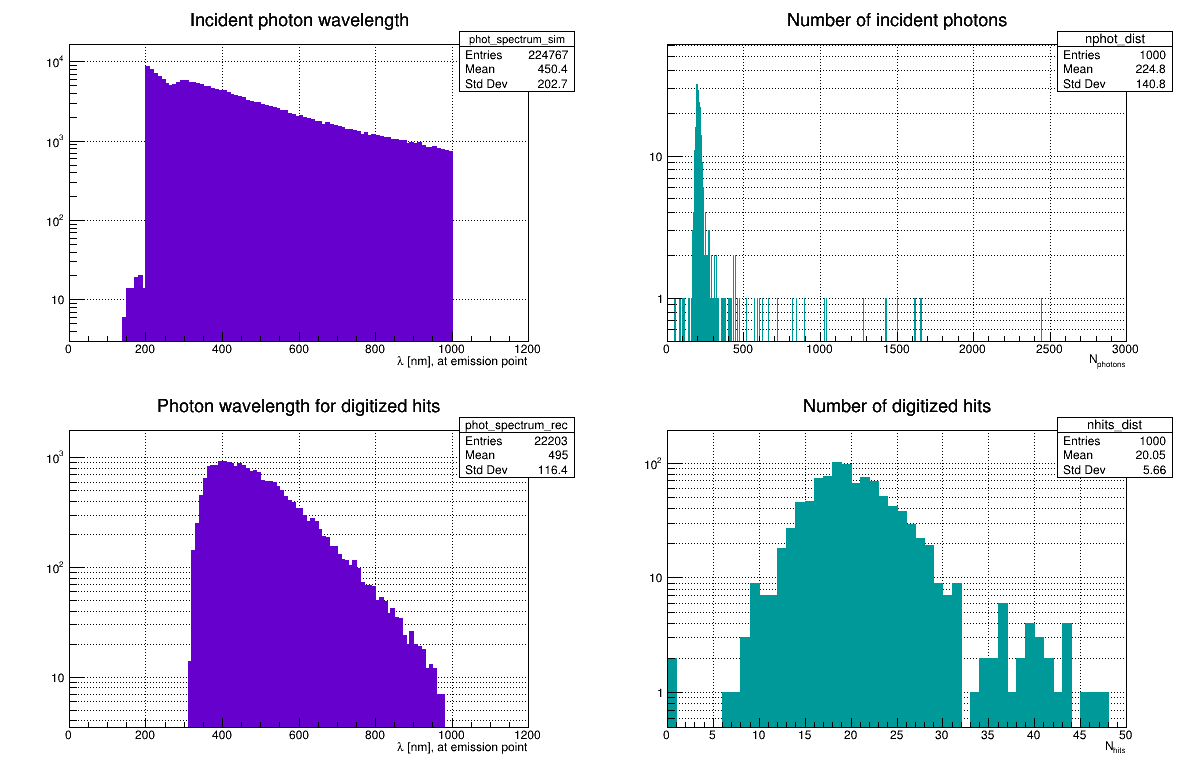 Incident photon wavelength
phot_spectrum_sim
Entries 224767
Mean 450.4
Std Dev 202.7
10^4
10^3
10^2
10
0 200 400 600 800 1000 1200
λ [nm], at emission point
Number of incident photons
nphot_dist
Entries 1000
Mean 224.8
Std Dev 140.8
10
1
0 500 1000 1500 2000 2500 3000
N_photons
Photon wavelength for digitized hits
phot_spectrum_rec
Entries 22203
Mean 495
Std Dev 116.4
10^3
10^2
10
0 200 400 600 800 1000 1200
λ [nm], at emission point
Number of digitized hits
nhits_dist
Entries 1000
Mean 20.05
Std Dev 5.66
10^2
10
1
0 5 10 15 20 25 30 35 40 45 50
N_hits